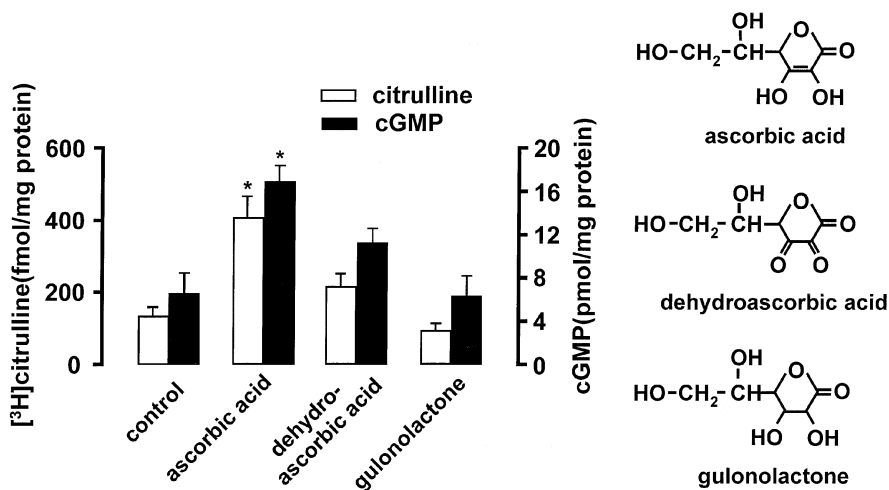 citrulline
cGMP
[³H]citrulline(fmol/mg protein)
600
400
200
0
cGMP(pmol/mg protein)
20
16
12
8
4
0
*
*
control
ascorbic acid
dehydro-
ascorbic acid
gulonolactone
OH
HO-CH₂-CH
O
O
HO
OH
ascorbic acid
OH
HO-CH₂-CH
O
O
O
O
dehydroascorbic acid
OH
HO-CH₂-CH
O
O
HO
OH
gulonolactone